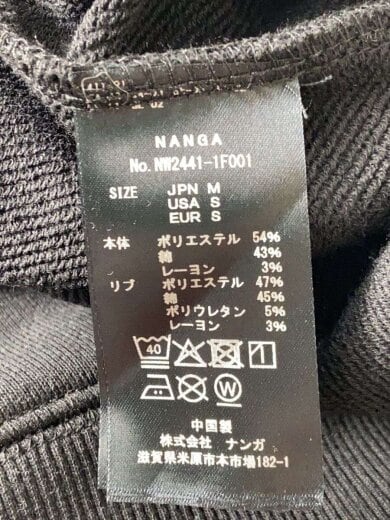 NANGA
No.NW2441-1F001
SIZE JPN M
USA S
EUR S
本体 ポリエステル 54%
綿 43%
レーヨン 3%
リブ ポリエステル 47%
綿 45%
ポリウレタン 5%
レーヨン 3%
40
W
中国製
株式会社 ナンガ
滋賀県米原市本市場182-1